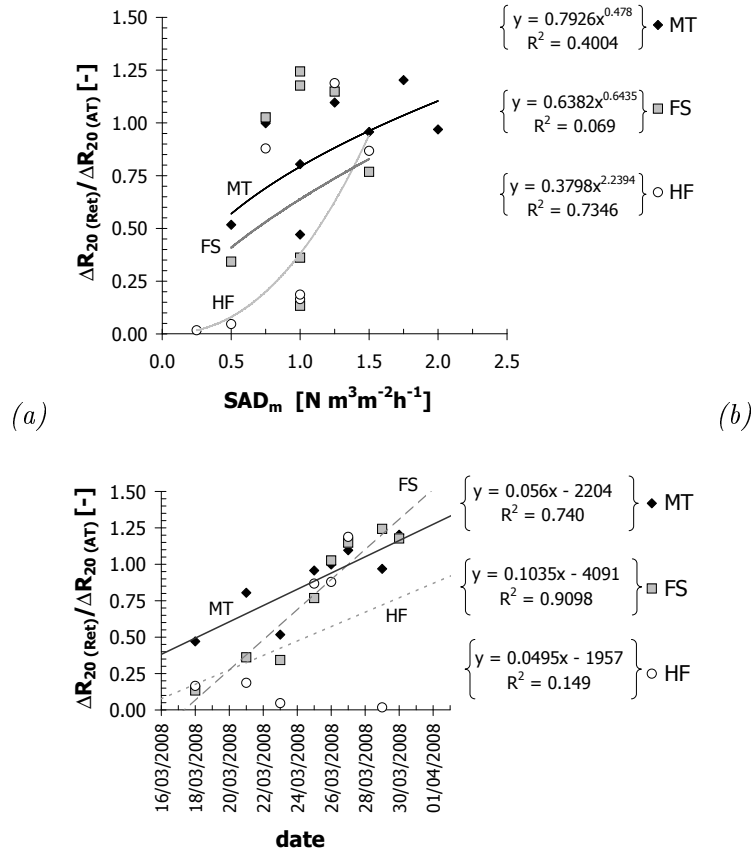 ΔR20 (Ret)/ΔR20 (AT) [-]
1.50
1.25
1.00
0.75
0.50
0.25
0.00
0.0 0.5 1.0 1.5 2.0 2.5
SADm [N m³m⁻²h⁻¹]
MT
FS
HF
y = 0.7926x^0.478
R² = 0.4004
MT
y = 0.6382x^0.6435
R² = 0.069
FS
y = 0.3798x^2.2394
R² = 0.7346
HF
(a) (b)
ΔR20 (Ret)/ΔR20 (AT) [-]
1.50
1.25
1.00
0.75
0.50
0.25
0.00
16/03/2008
18/03/2008
20/03/2008
22/03/2008
24/03/2008
26/03/2008
28/03/2008
30/03/2008
01/04/2008
date
FS
MT
HF
y = 0.056x - 2204
R² = 0.740
MT
y = 0.1035x - 4091
R² = 0.9098
FS
y = 0.0495x - 1957
R² = 0.149
HF